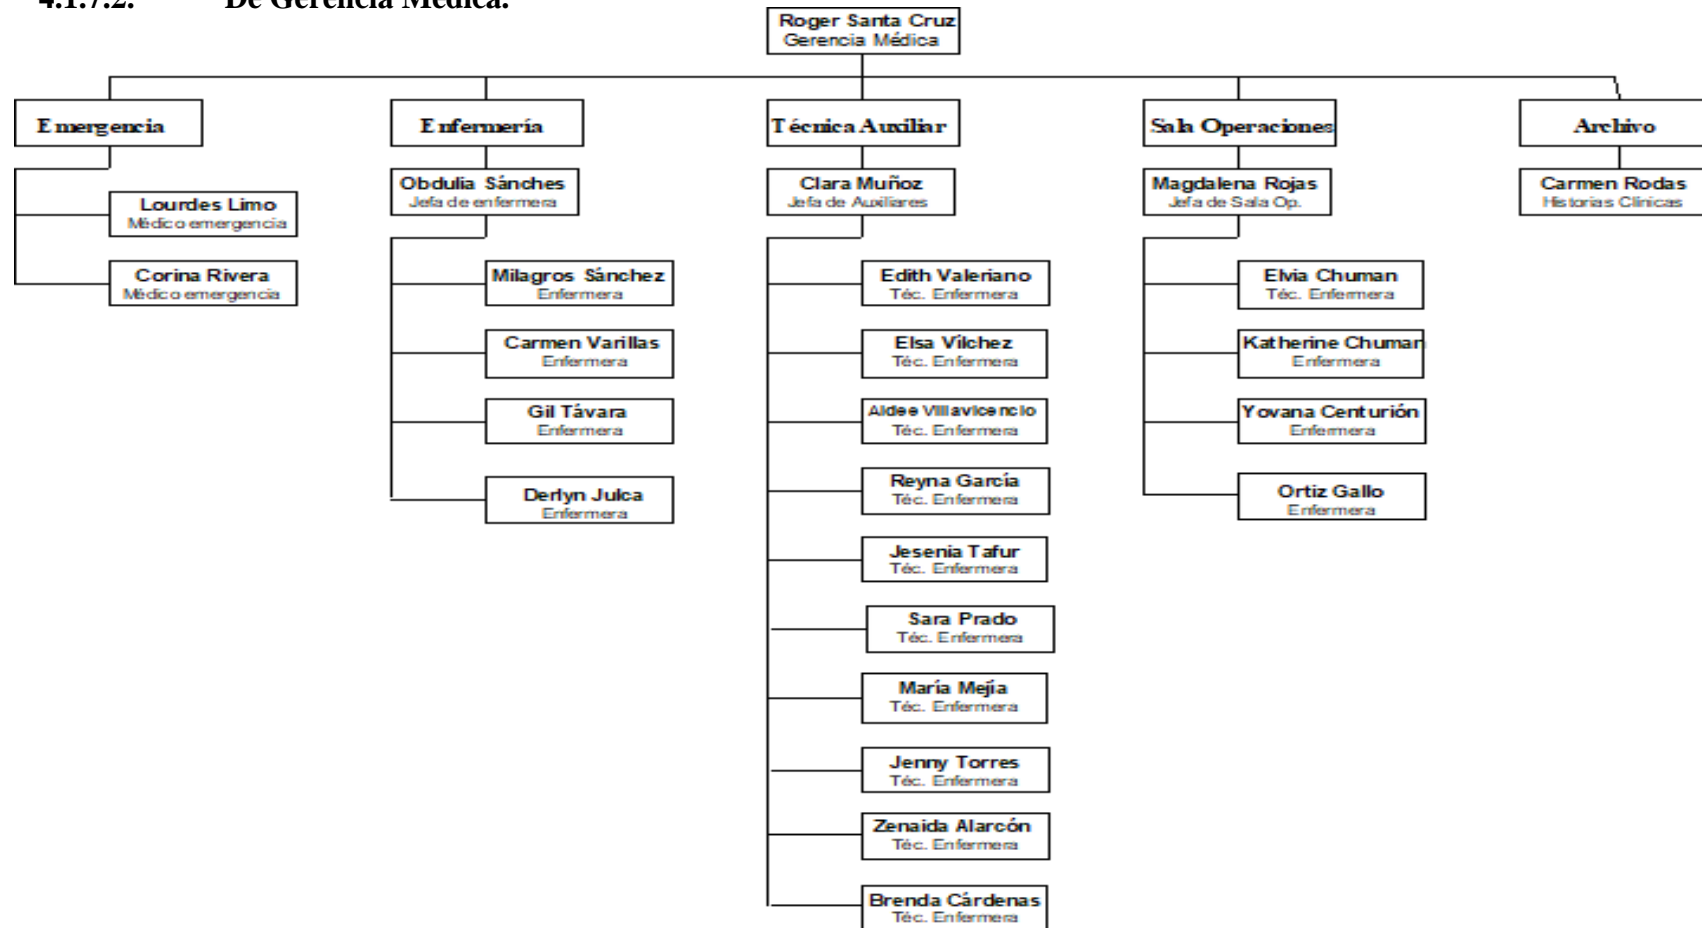 4.1.7.2. De Gerencia Médica.
Roger Santa Cruz
Gerencia Médica
Emergencia
Lourdes Limo
Médico emergencia
Corina Rivera
Médico emergencia
Enfermería
Obdulia Sánches
Jefa de enfermera
Milagros Sánchez
Enfermera
Carmen Varillas
Enfermera
Gil Távara
Enfermera
Derlyn Julca
Enfermera
Técnica Auxiliar
Clara Muñoz
Jefa de Auxiliares
Edith Valeriano
Téc. Enfermera
Elsa Vílchez
Téc. Enfermera
Aldee Villavicencio
Téc. Enfermera
Reyna García
Téc. Enfermera
Jesenia Tafur
Téc. Enfermera
Sara Prado
Téc. Enfermera
María Mejía
Téc. Enfermera
Jenny Torres
Téc. Enfermera
Zenaida Alarcón
Téc. Enfermera
Brenda Cárdenas
Téc. Enfermera
Sala Operaciones
Magdalena Rojas
Jefa de Sala Op.
Elvia Chuman
Téc. Enfermera
Katherine Chuman
Enfermera
Yovana Centurión
Enfermera
Ortiz Gallo
Enfermera
Archivo
Carmen Rodas
Historias Clínicas